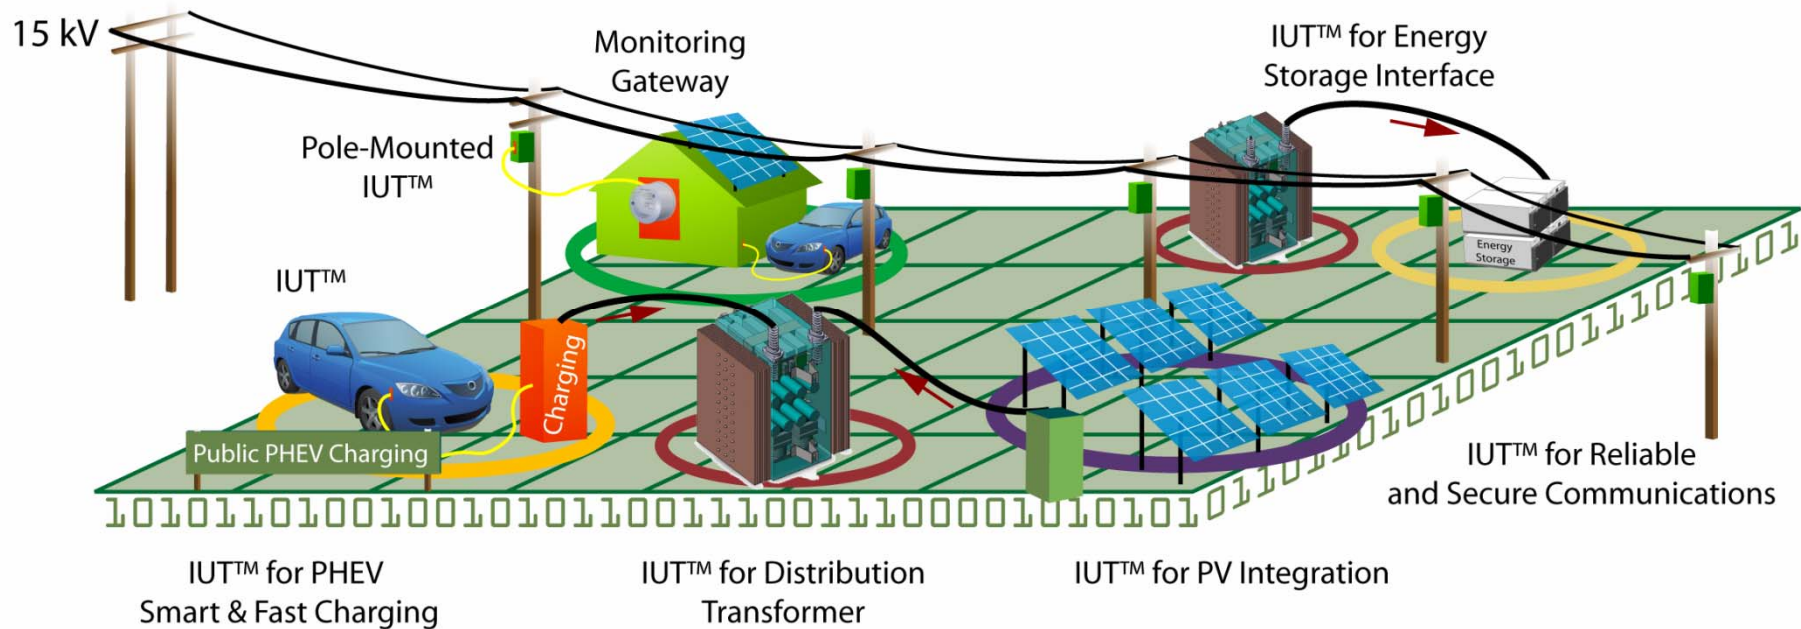 15 kV
Monitoring
Gateway
IUT™ for Energy
Storage Interface
Pole-Mounted
IUT™
Energy
Storage
IUT™
Charging
Public PHEV Charging
IUT™ for Reliable
and Secure Communications
IUT™ for PHEV
Smart & Fast Charging
IUT™ for Distribution
Transformer
IUT™ for PV Integration